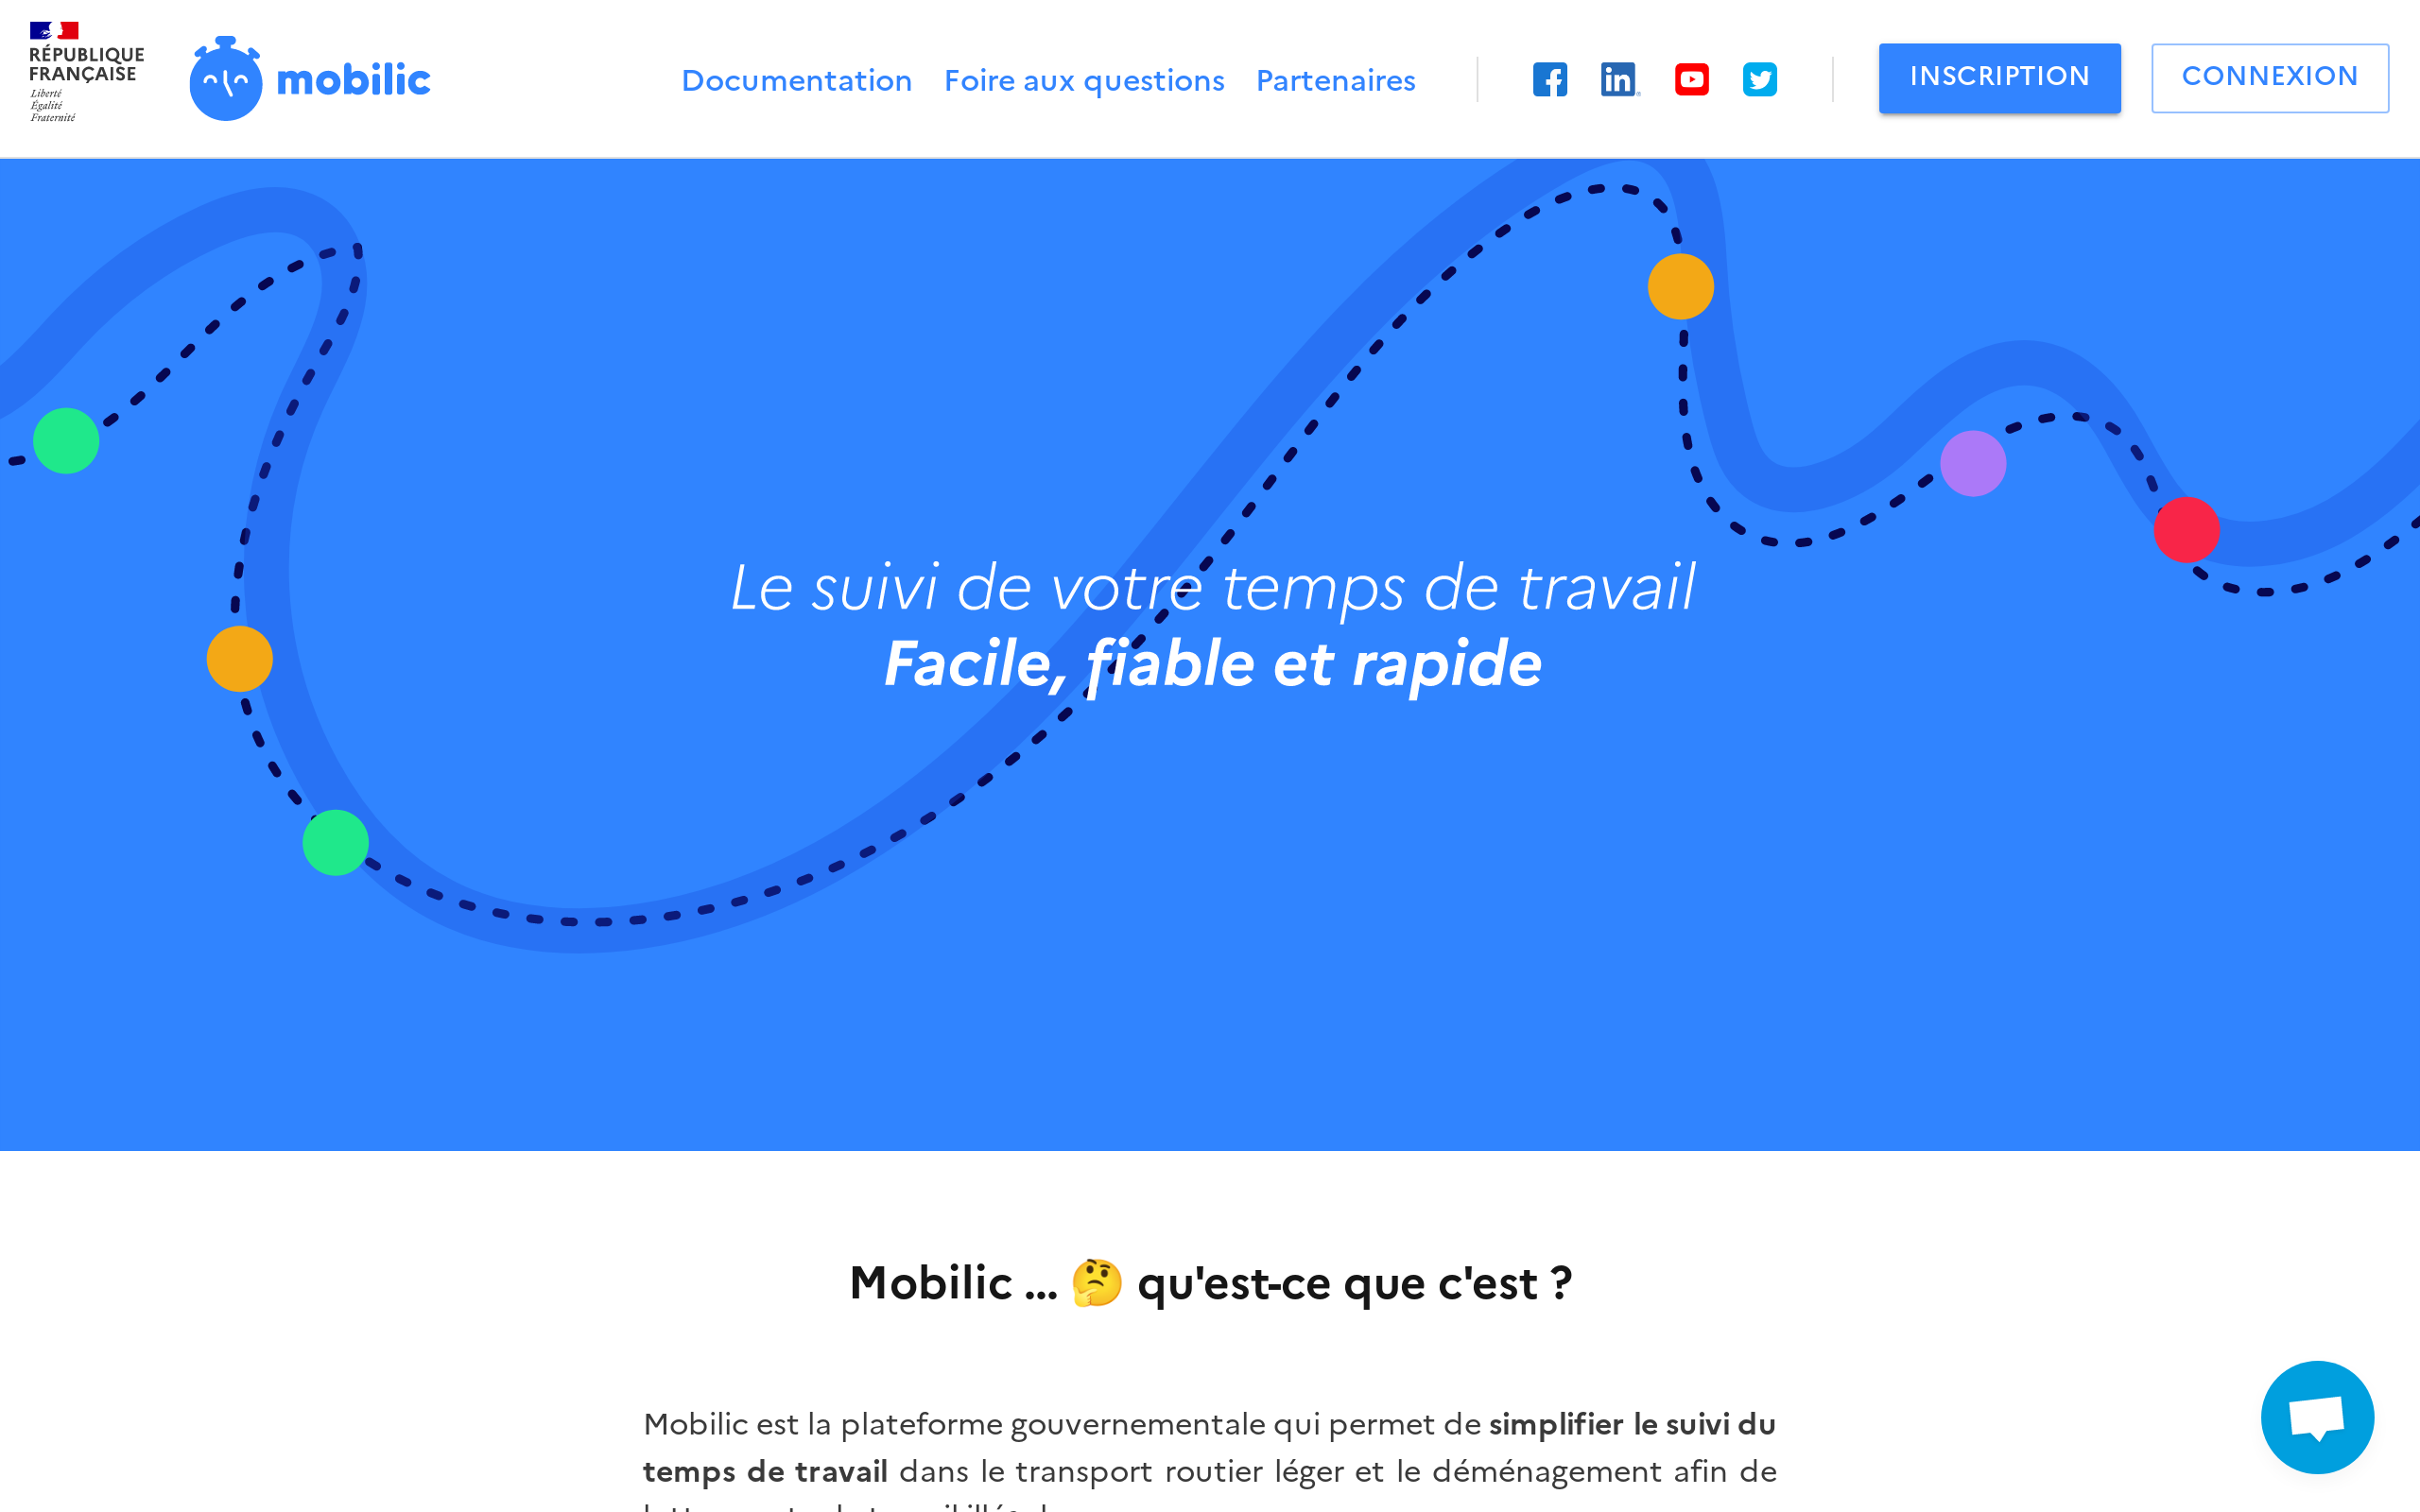 RÉPUBLIQUE
FRANÇAISE
Liberté
Égalité
Fraternité
mobilic
Documentation Foire aux questions Partenaires
INSCRIPTION
CONNEXION
Le suivi de votre temps de travail
Facile, fiable et rapide
Mobilic ... 🤔 qu'est-ce que c'est ?
Mobilic est la plateforme gouvernementale qui permet de simplifier le suivi du
temps de travail dans le transport routier léger et le déménagement afin de